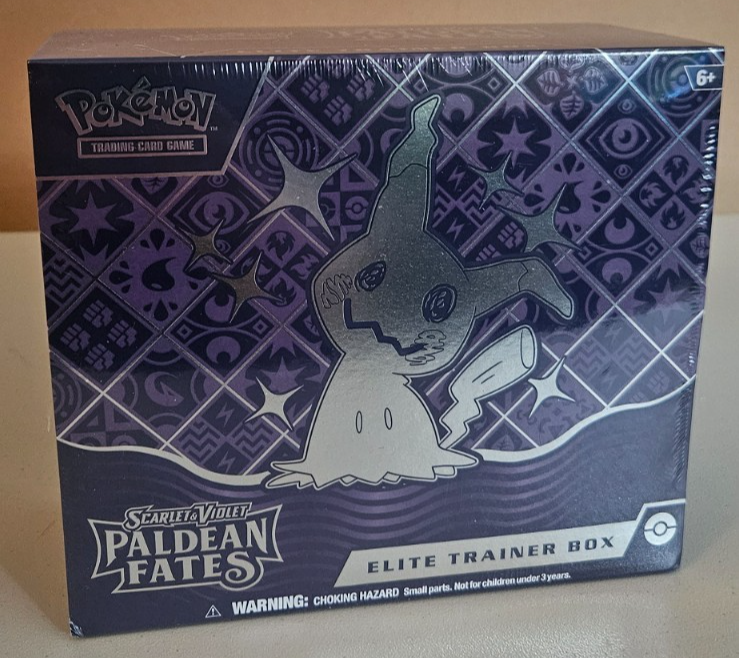 6+
POKéMON
TRADING CARD GAME
SCARLET & VIOLET
PALDEAN
FATES
ELITE TRAINER BOX
⚠ WARNING: CHOKING HAZARD Small parts. Not for children under 3 years.